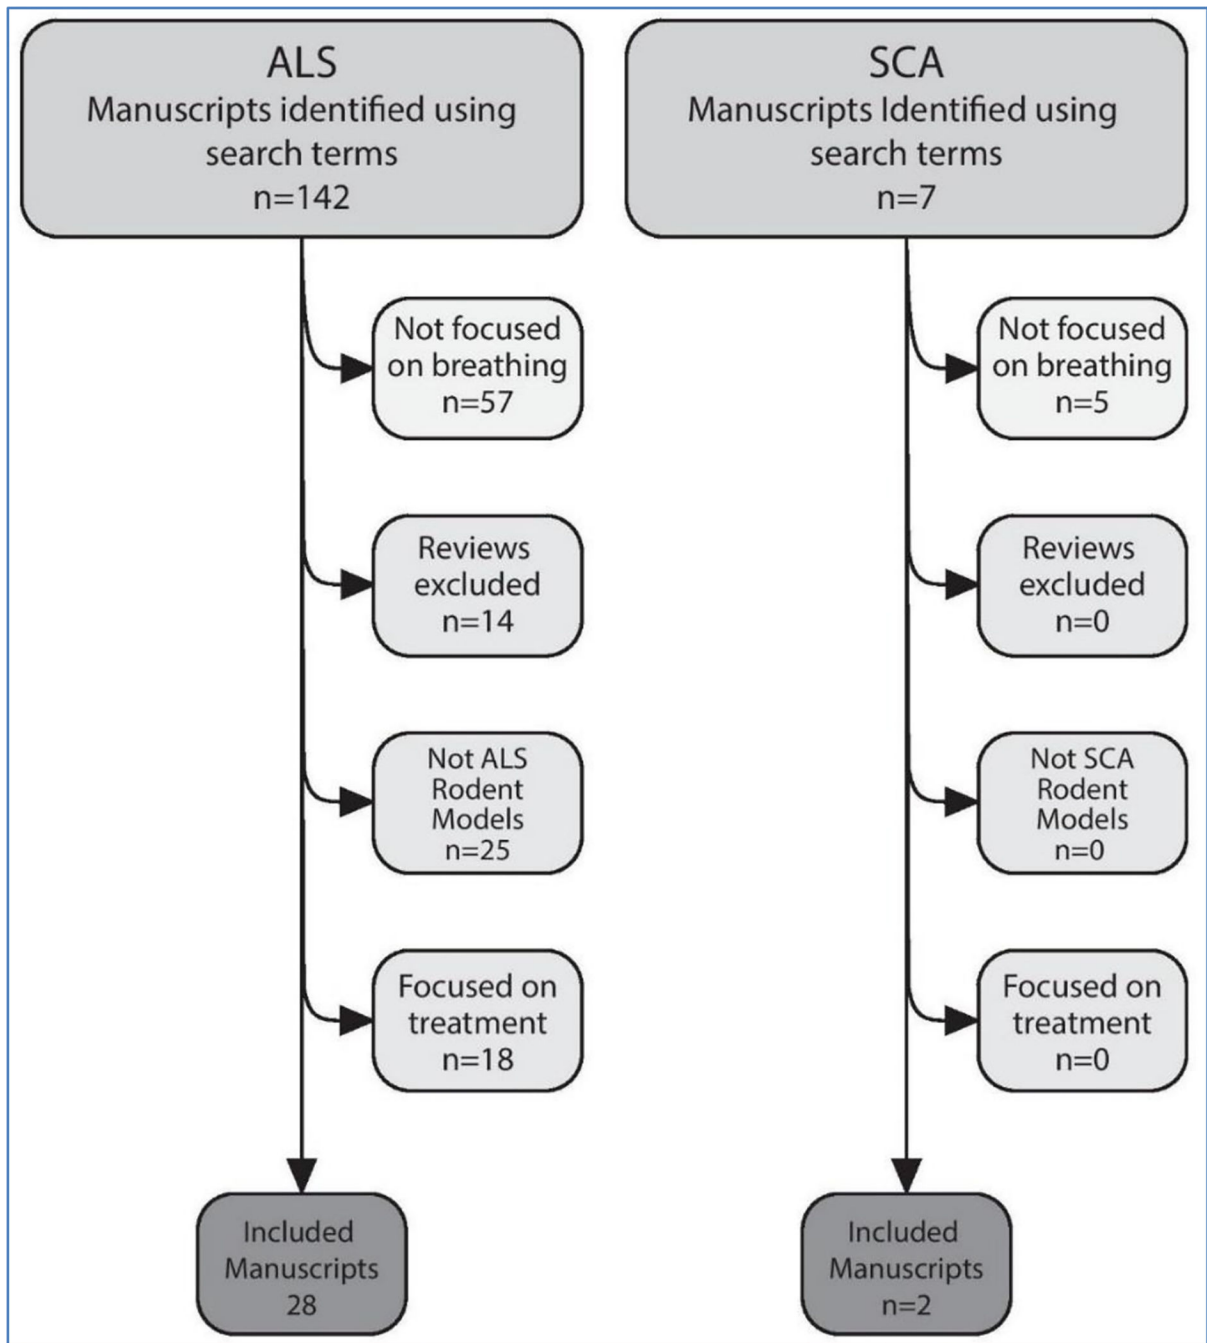 ALS
Manuscripts identified using
search terms
n=142
Not focused
on breathing
n=57
Reviews
excluded
n=14
Not ALS
Rodent
Models
n=25
Focused on
treatment
n=18
Included
Manuscripts
28
SCA
Manuscripts Identified using
search terms
n=7
Not focused
on breathing
n=5
Reviews
excluded
n=0
Not SCA
Rodent
Models
n=0
Focused on
treatment
n=0
Included
Manuscripts
n=2